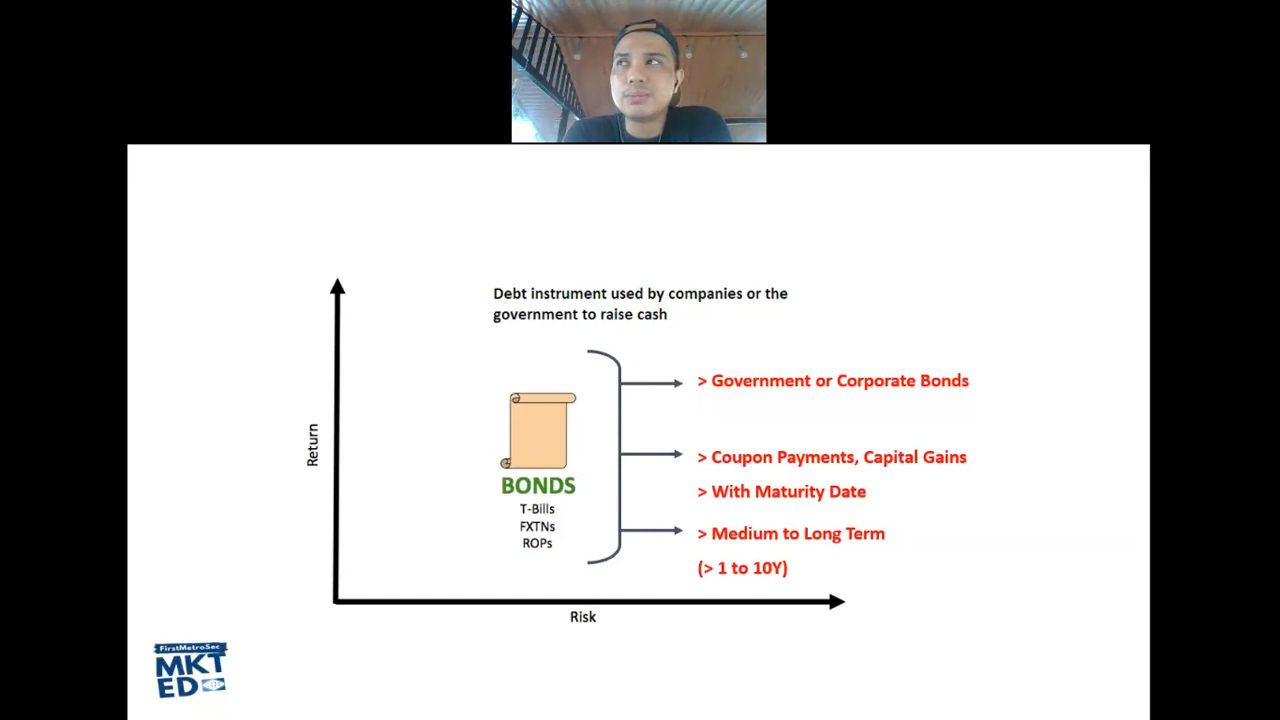 Debt instrument used by companies or the
government to raise cash
> Government or Corporate Bonds
> Coupon Payments, Capital Gains
> With Maturity Date
> Medium to Long Term
(> 1 to 10Y)
BONDS
T-Bills
FXTNs
ROPs
Return
Risk
FirstMetroSec
MKT
ED